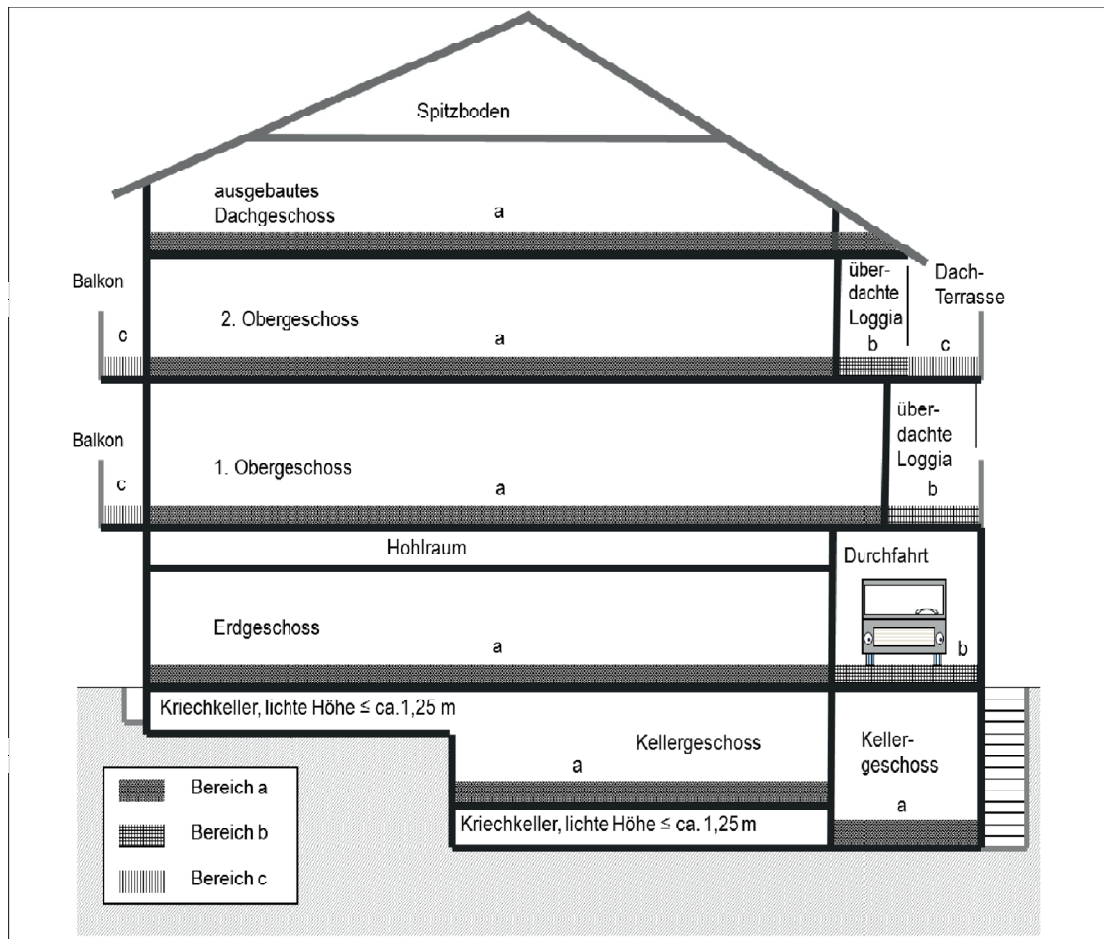 Spitzboden
ausgebautes
Dachgeschoss
a
Balkon
c
2. Obergeschoss
a
über-
dachte
Loggia
b
Dach-
Terrasse
c
Balkon
c
1. Obergeschoss
a
über-
dachte
Loggia
b
Hohlraum
Durchfahrt
Erdgeschoss
a
b
Kriechkeller, lichte Höhe ≤ ca.1,25 m
Kellergeschoss
a
Keller-
geschoss
a
Kriechkeller, lichte Höhe ≤ ca. 1,25 m
Bereich a
Bereich b
Bereich c